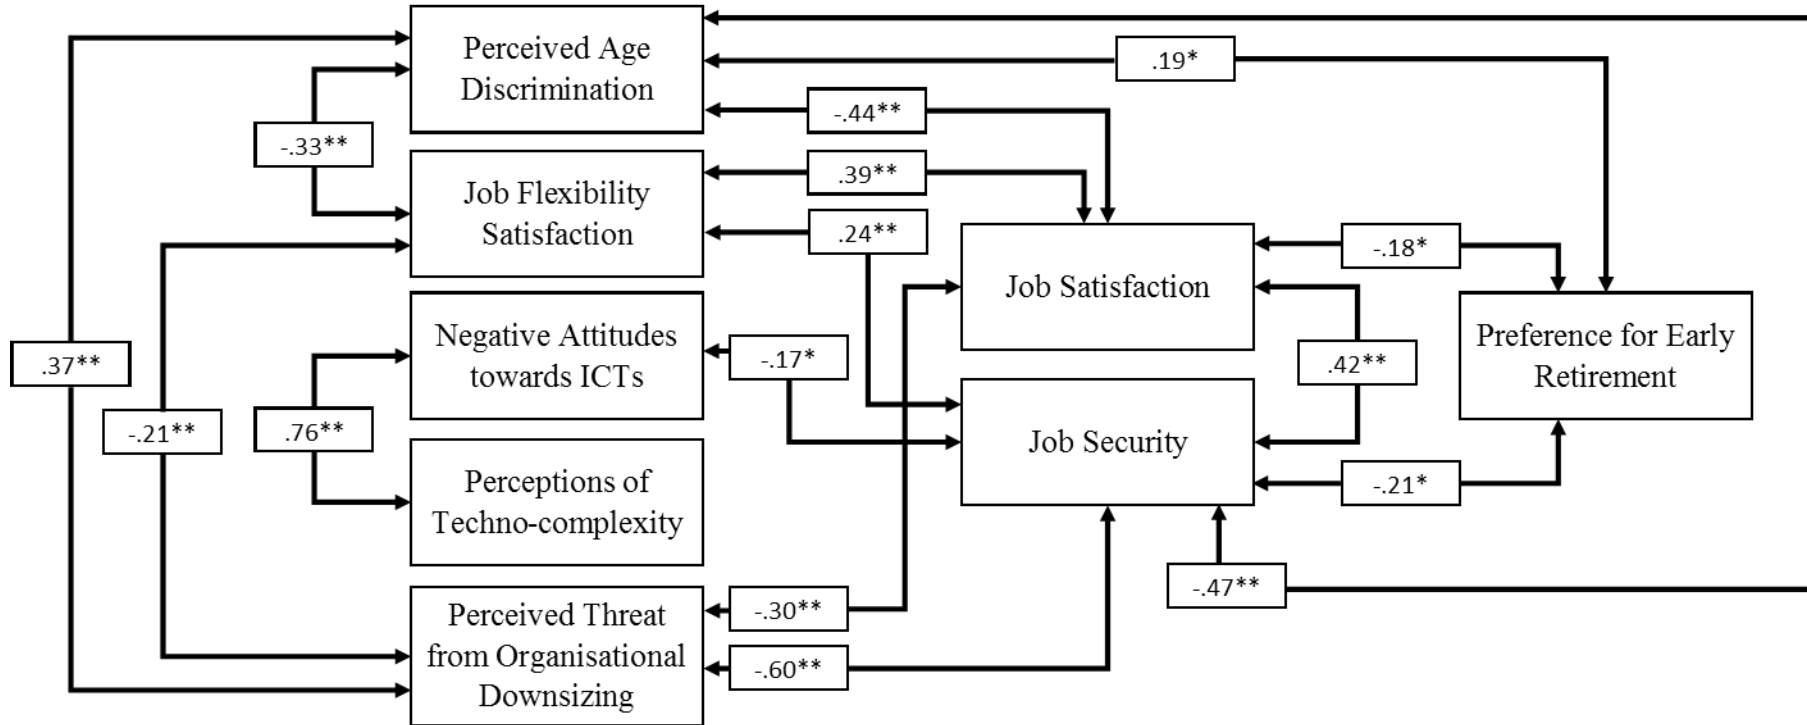 Perceived Age
Discrimination
.19*
-.44**
-.33**
Job Flexibility
Satisfaction
.39**
.24**
Job Satisfaction
-.18*
Preference for Early
Retirement
Negative Attitudes
towards ICTs
-.17*
.42**
.37**
-.21**
.76**
Job Security
-.21*
Perceptions of
Techno-complexity
-.47**
Perceived Threat
from Organisational
Downsizing
-.30**
-.60**